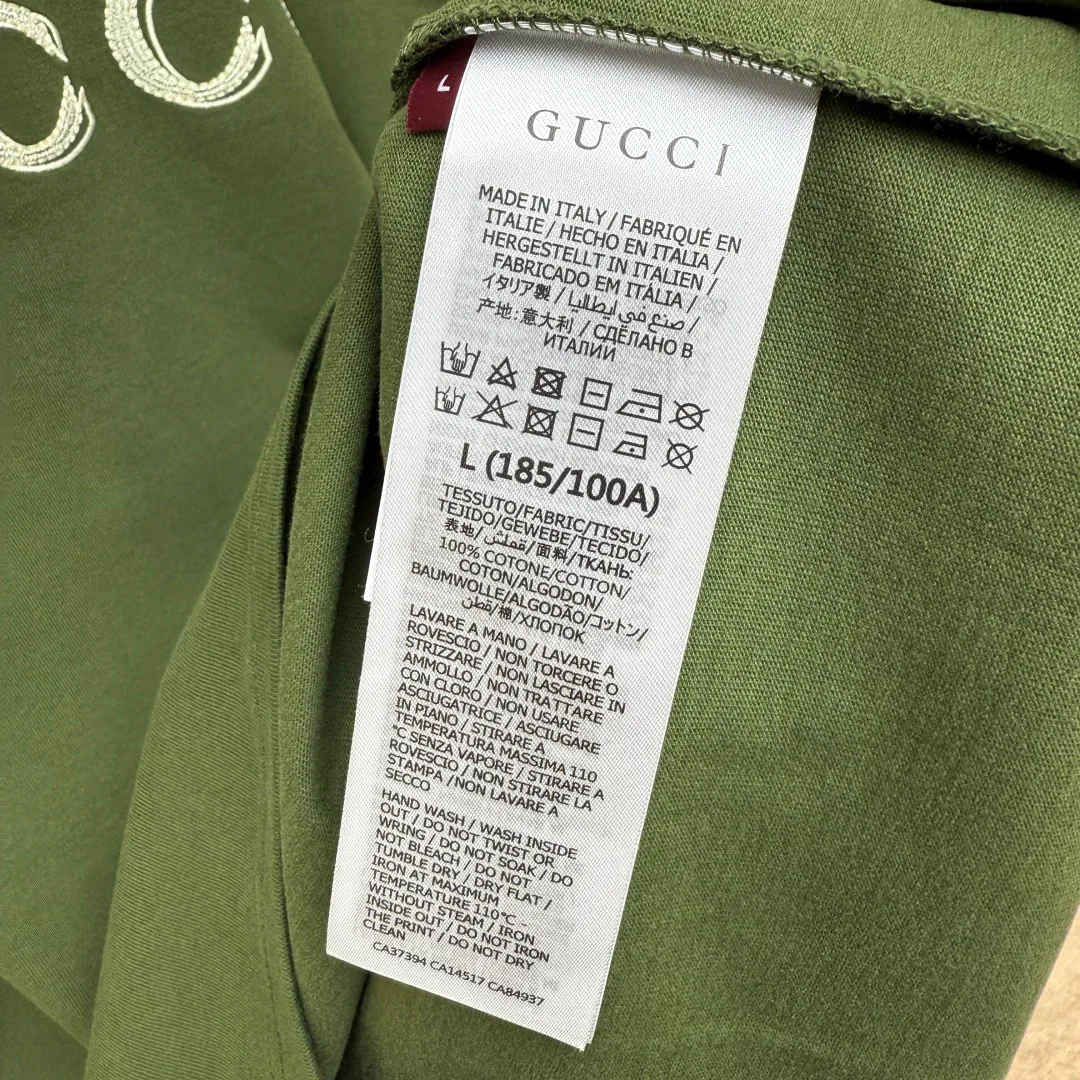 CC
L
GUCCI
MADE IN ITALY / FABRIQUÉ EN
ITALIE / HECHO EN ITALIA /
HERGESTELLT IN ITALIEN /
FABRICADO EM ITÁLIA /
イタリア製 / صنع في ايطاليا /
产地: 意大利 / СДЕЛАНО В
ИТАЛИИ
L (185/100A)
TESSUTO/FABRIC/TISSU/
TEJIDO/GEWEBE/TECIDO/
表地/قماش/面料/ТКАНЬ:
100% COTONE/COTTON/
COTON/ALGODON/
BAUMWOLLE/ALGODÃO/コットン/
قطن/棉/ХЛОПОК
LAVARE A MANO / LAVARE A
ROVESCIO / NON TORCERE O
STRIZZARE / NON LASCIARE IN
AMMOLLO / NON TRATTARE
CON CLORO / NON USARE
ASCIUGATRICE / ASCIUGARE
IN PIANO / STIRARE A
TEMPERATURA MASSIMA 110
°C SENZA VAPORE / STIRARE A
ROVESCIO / NON STIRARE LA
STAMPA /NON LAVARE A
SECCO
HAND WASH / WASH INSIDE
OUT / DO NOT TWIST OR
WRING / DO NOT SOAK / DO
NOT BLEACH / DO NOT
TUMBLE DRY / DRY FLAT /
IRON AT MAXIMUM
TEMPERATURE 110°C -
WITHOUT STEAM / IRON
INSIDE OUT / DO NOT IRON
THE PRINT / DO NOT DRY
CLEAN
CA37394 CA14517 CA84937